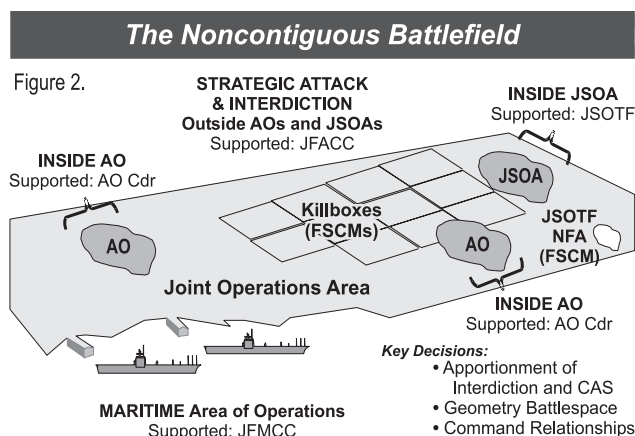 The Noncontiguous Battlefield
Figure 2.
STRATEGIC ATTACK
& INTERDICTION
Outside AOs and JSOAs
Supported: JFACC
INSIDE JSOA
Supported: JSOTF
INSIDE AO
Supported: AO Cdr
JSOA
Killboxes
(FSCMs)
JSOTF
NFA
(FSCM)
AO
AO
Joint Operations Area
INSIDE AO
Supported: AO Cdr
Key Decisions:
• Apportionment of
Interdiction and CAS
• Geometry Battlespace
• Command Relationships
MARITIME Area of Operations
Supported: JFMCC